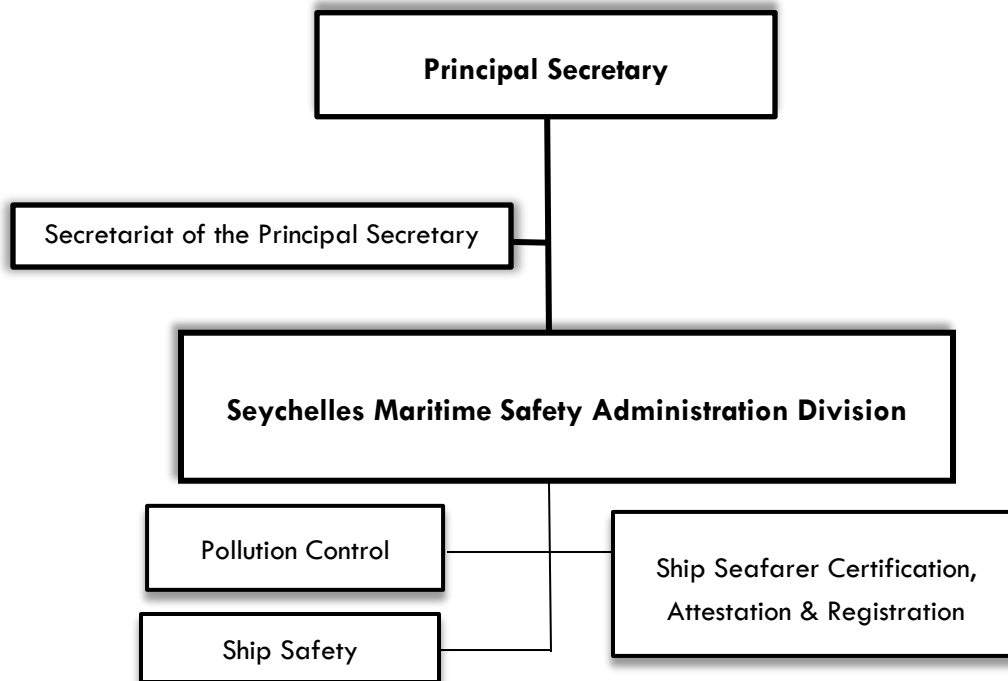 Principal Secretary
Secretariat of the Principal Secretary
Seychelles Maritime Safety Administration Division
Pollution Control
Ship Seafarer Certification,
Attestation & Registration
Ship Safety